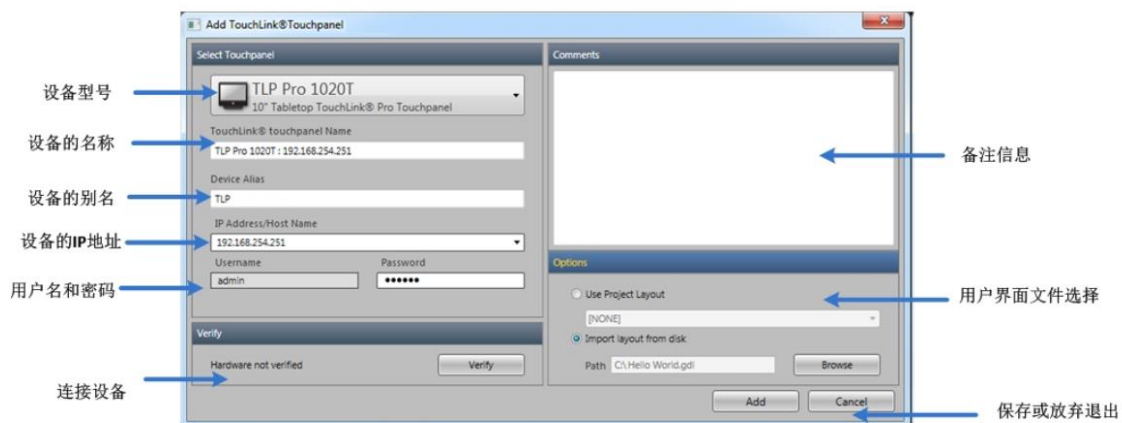 Add TouchLink®Touchpanel
Select Touchpanel
Comments
设备型号
TLP Pro 1020T
10" Tabletop TouchLink® Pro Touchpanel
设备的名称
TouchLink® touchpanel Name
TLP Pro 1020T : 192.168.254.251
备注信息
设备的别名
Device Alias
TLP
设备的IP地址
IP Address/Host Name
192.168.254.251
用户名和密码
Username
Password
admin
••••••
Options
Use Project Layout
用户界面文件选择
[NONE]
Import layout from disk
Path
C:\Hello World.gdl
Browse
Verify
Hardware not verified
Verify
连接设备
Add
Cancel
保存或放弃退出